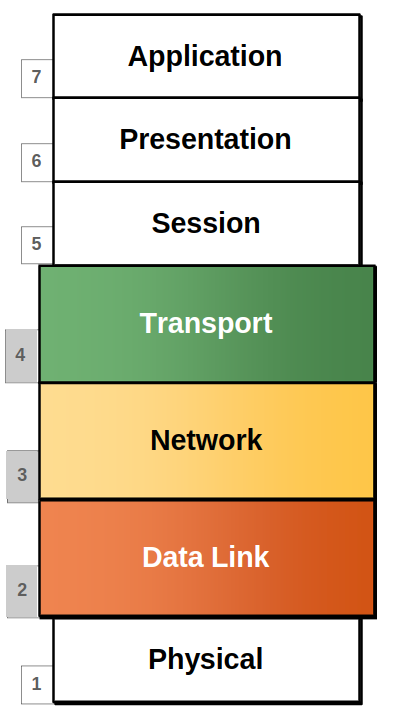 Application
7
Presentation
6
Session
5
Transport
4
Network
3
Data Link
2
Physical
1